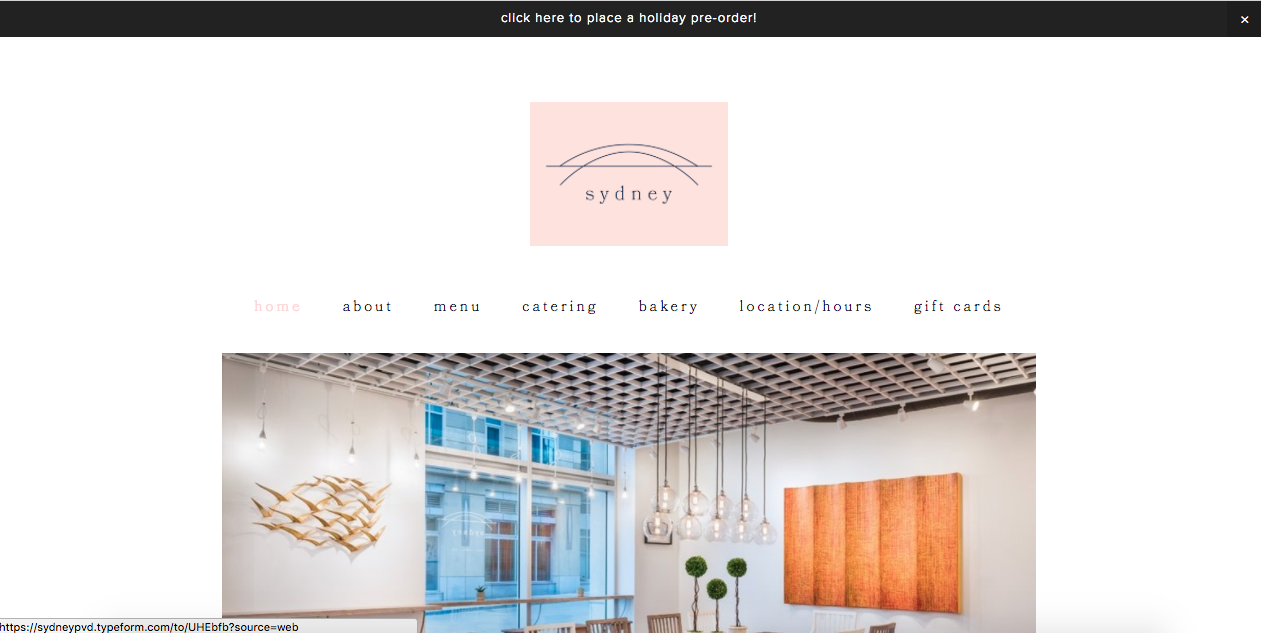 click here to place a holiday pre-order!
×
sydney
home about menu catering bakery location/hours gift cards
sydney
https://sydneypvd.typeform.com/to/UHEbfb?source=web